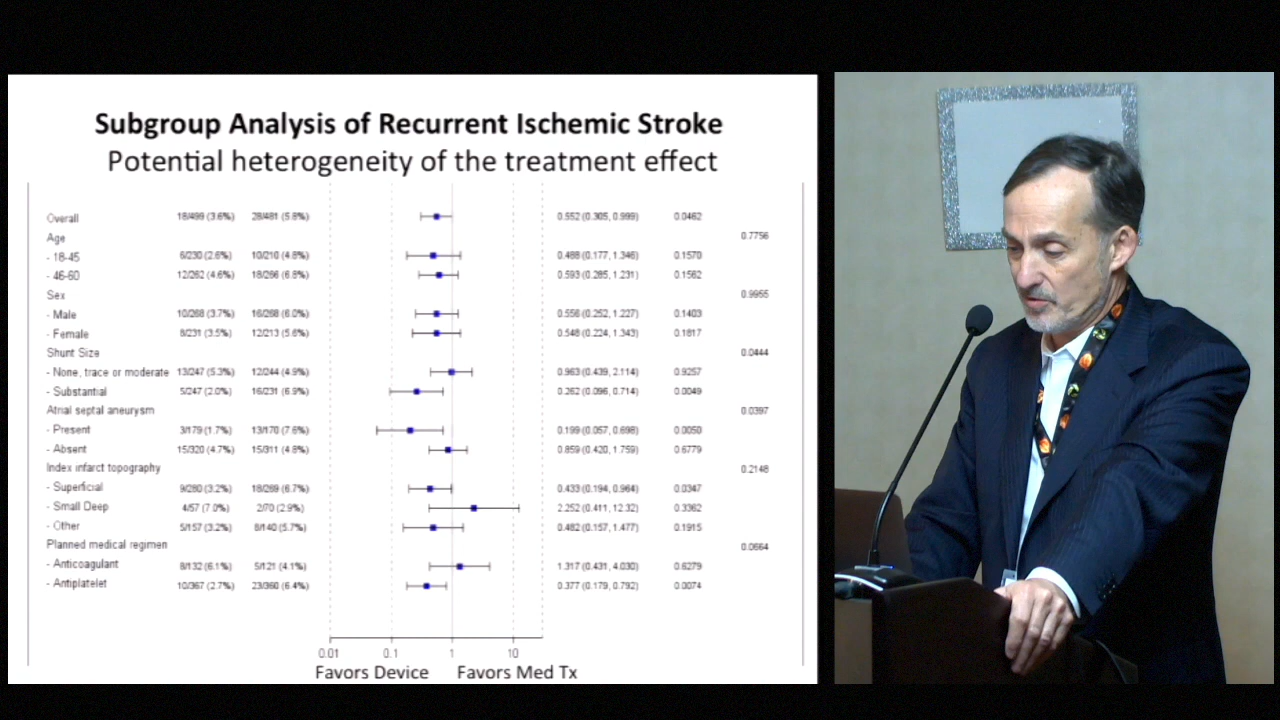 Subgroup Analysis of Recurrent Ischemic Stroke
Potential heterogeneity of the treatment effect
Overall 18/499 (3.6%) 28/481 (5.8%) 0.552 (0.305, 0.999) 0.0462
Age 0.7756
- 18-45 6/230 (2.6%) 10/210 (4.8%) 0.488 (0.177, 1.346) 0.1570
- 46-60 12/262 (4.6%) 18/266 (6.8%) 0.593 (0.285, 1.231) 0.1562
Sex 0.9955
- Male 10/268 (3.7%) 16/268 (6.0%) 0.556 (0.252, 1.227) 0.1403
- Female 8/231 (3.5%) 12/213 (5.6%) 0.548 (0.224, 1.343) 0.1817
Shunt Size 0.0444
- None, trace or moderate 13/247 (5.3%) 12/244 (4.9%) 0.963 (0.439, 2.114) 0.9257
- Substantial 5/247 (2.0%) 16/231 (6.9%) 0.262 (0.096, 0.714) 0.0049
Atrial septal aneurysm 0.0397
- Present 3/179 (1.7%) 13/170 (7.6%) 0.199 (0.057, 0.698) 0.0050
- Absent 15/320 (4.7%) 15/311 (4.8%) 0.859 (0.420, 1.759) 0.6779
Index infarct topography 0.2148
- Superficial 9/280 (3.2%) 18/269 (6.7%) 0.433 (0.194, 0.964) 0.0347
- Small Deep 4/57 (7.0%) 2/70 (2.9%) 2.252 (0.411, 12.32) 0.3362
- Other 5/157 (3.2%) 8/140 (5.7%) 0.482 (0.157, 1.477) 0.1915
Planned medical regimen 0.0664
- Anticoagulant 8/132 (6.1%) 5/121 (4.1%) 1.317 (0.431, 4.030) 0.6279
- Antiplatelet 10/367 (2.7%) 23/360 (6.4%) 0.377 (0.179, 0.792) 0.0074
0.01 0.1 1 10
Favors Device Favors Med Tx